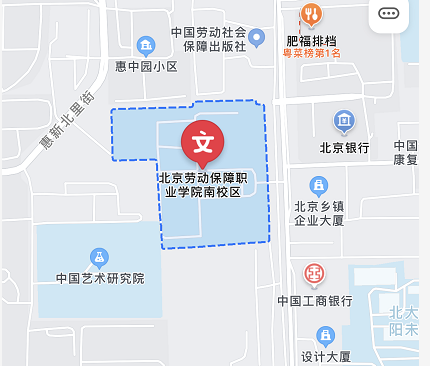 肥福排档
粤菜榜第1名
中国劳动社会
保障出版社
惠中园小区
惠新北里街
文
北京劳动保障职
业学院南校区
北京银行
中国
康复
北京乡镇
企业大厦
中国艺术研究院
中国工商银行
北大
阳未
设计大厦